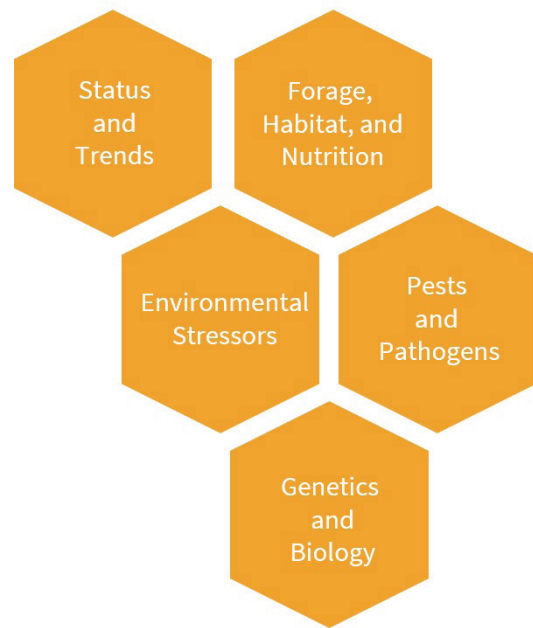 Status
and
Trends
Forage,
Habitat, and
Nutrition
Environmental
Stressors
Pests
and
Pathogens
Genetics
and
Biology